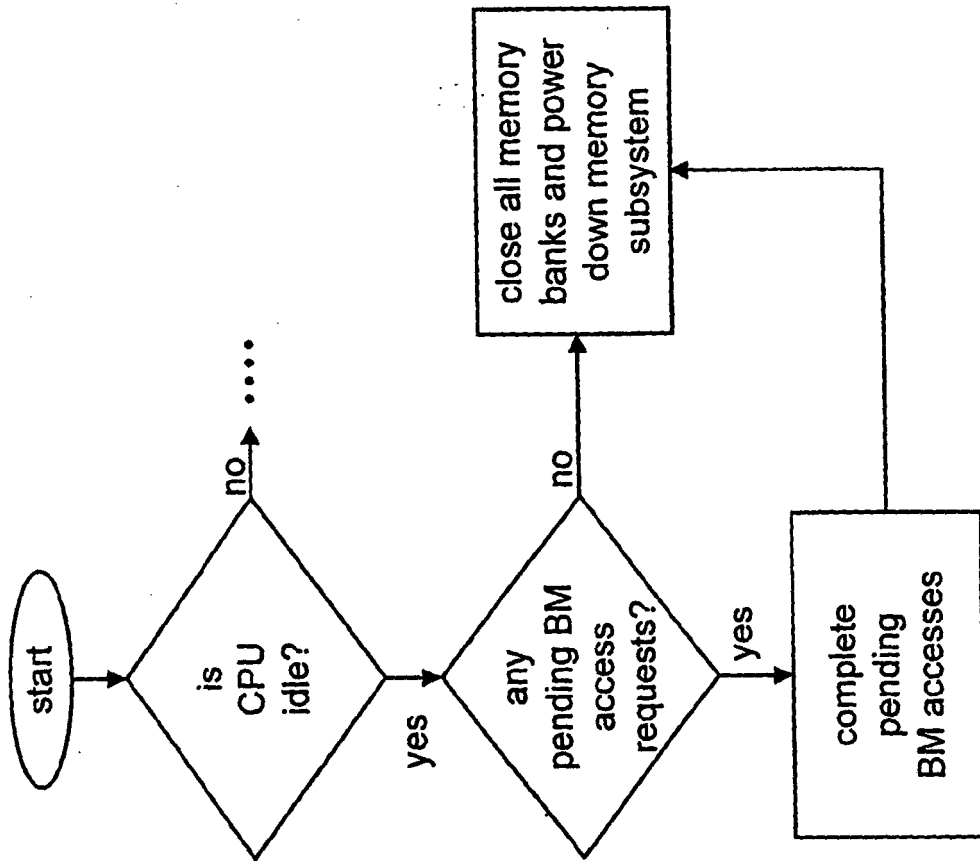 start
is
CPU
idle?
no
....
yes
any
pending BM
access
requests?
no
close all memory
banks and power
down memory
subsystem
yes
complete
pending
BM accesses